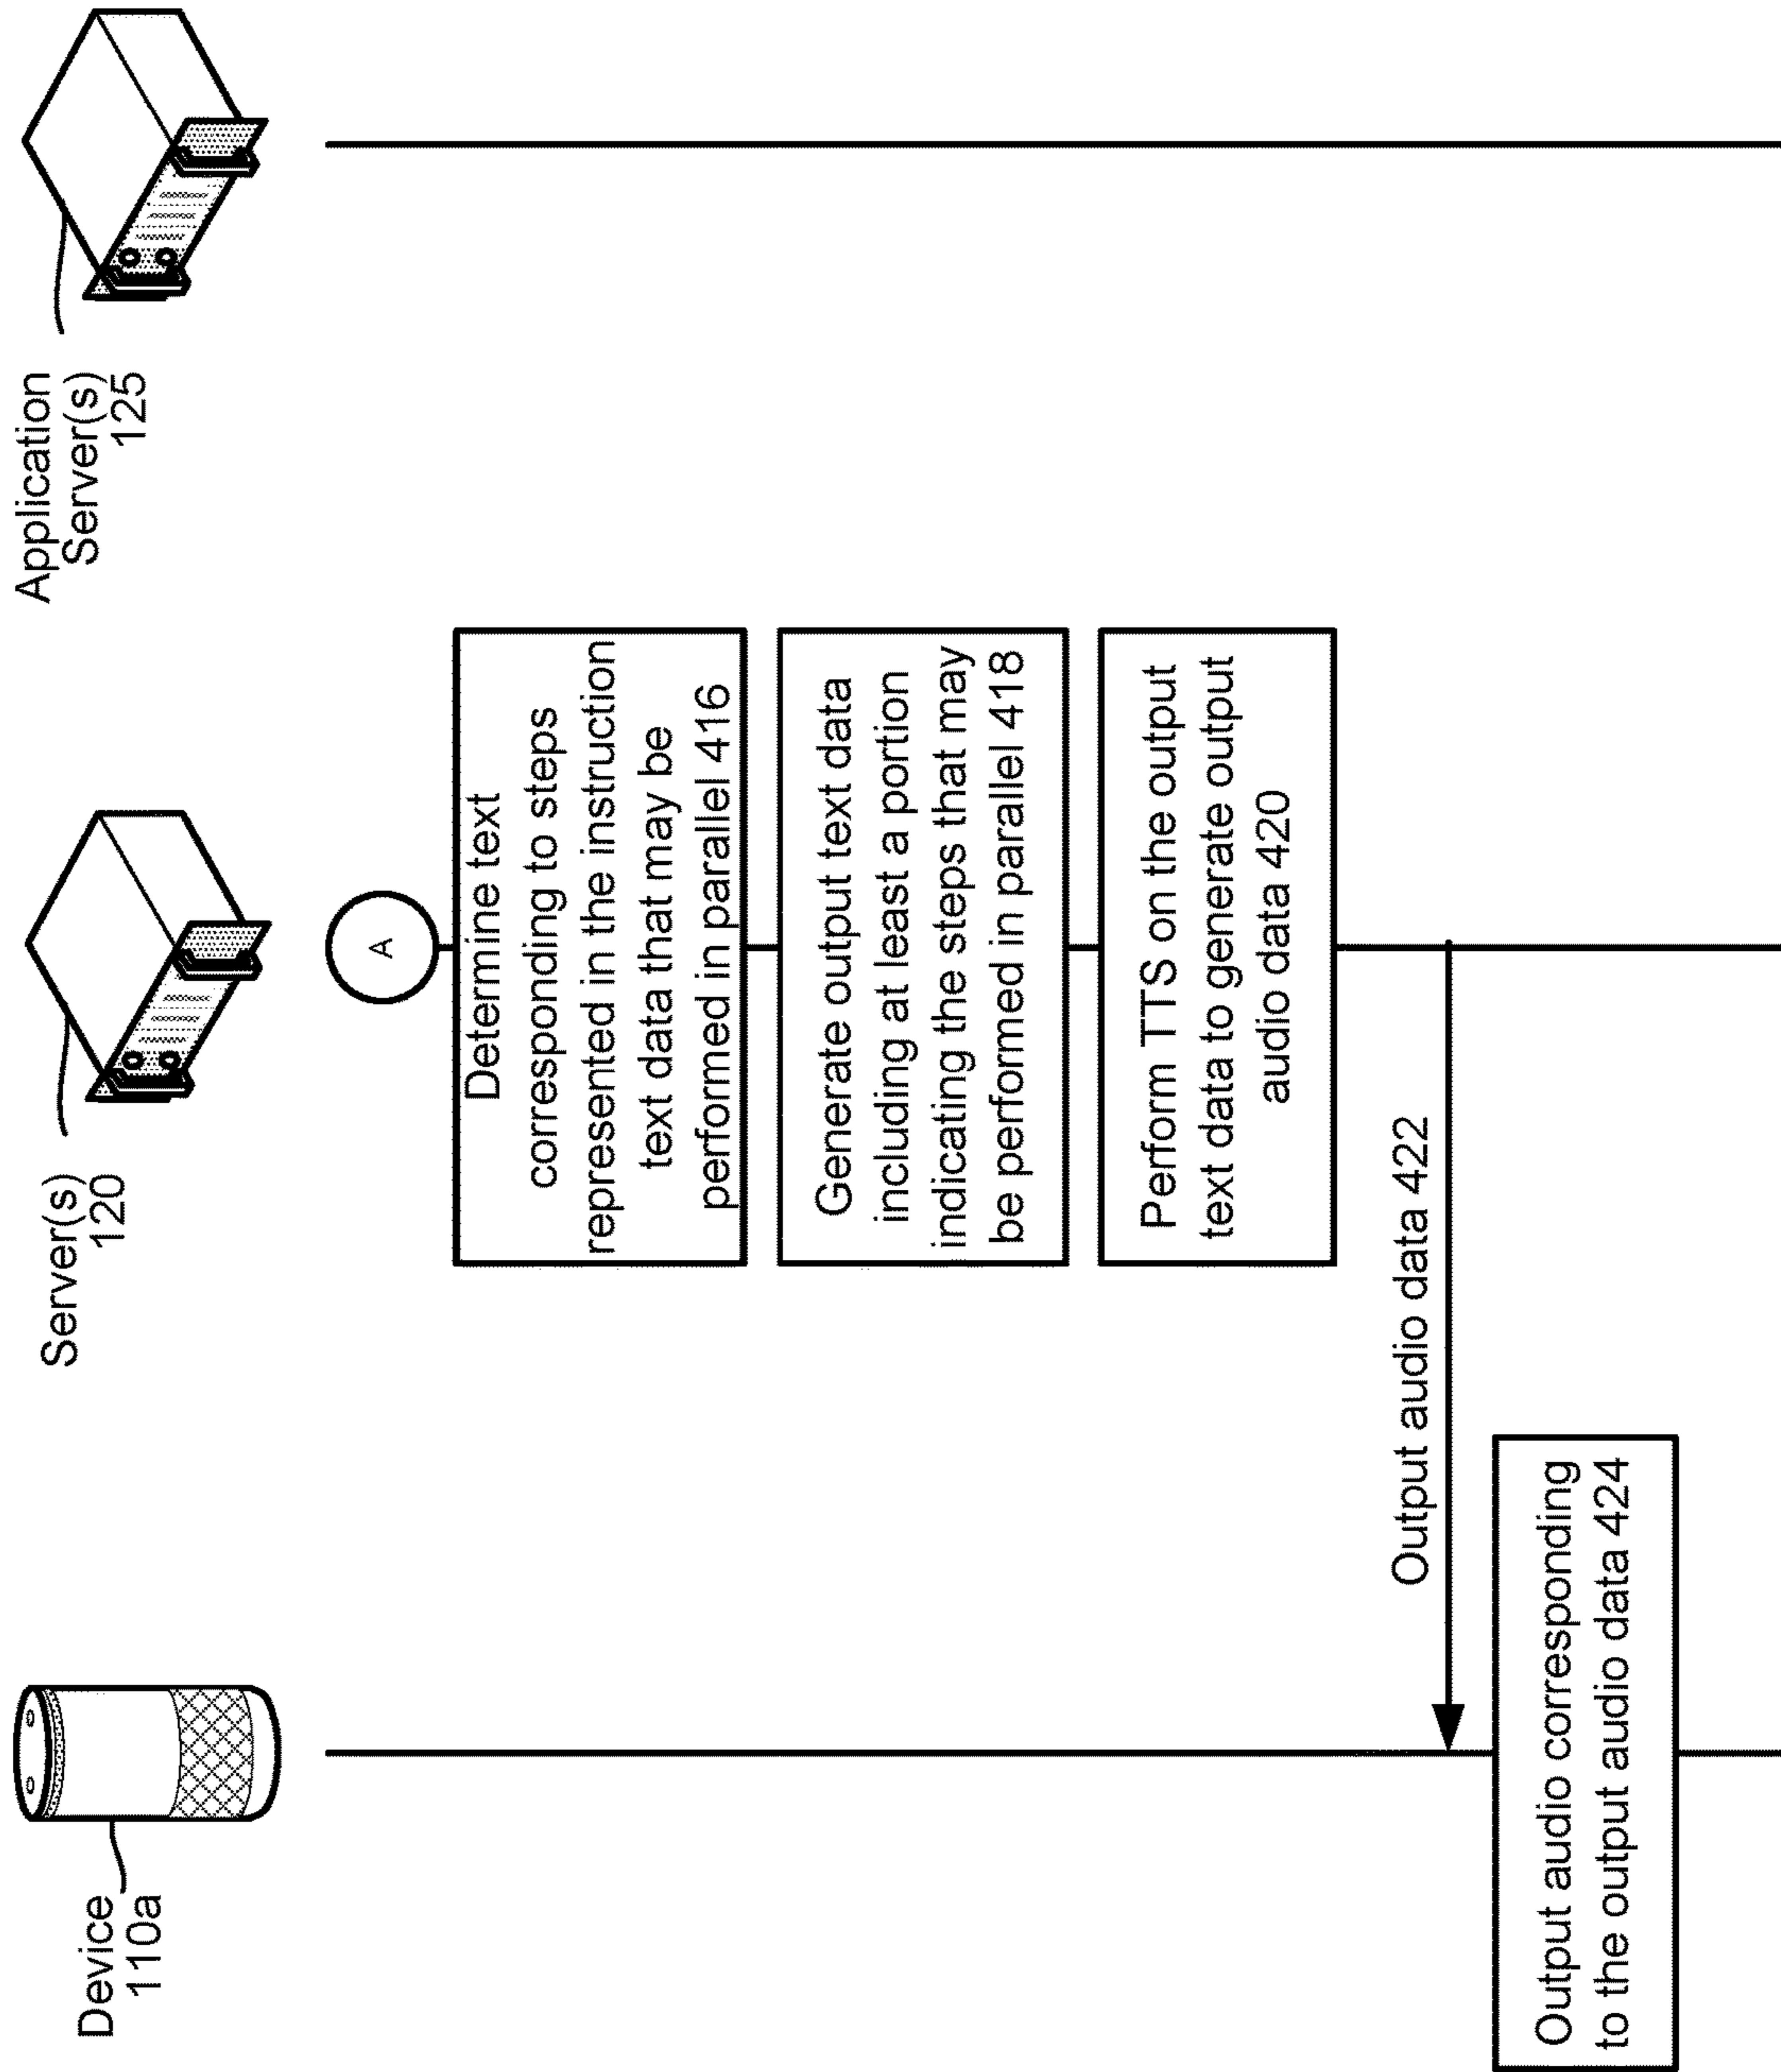 Device
110a
Server(s)
120
Application
Server(s)
125
A
Determine text
corresponding to steps
represented in the instruction
text data that may be
performed in parallel 416
Generate output text data
including at least a portion
indicating the steps that may
be performed in parallel 418
Perform TTS on the output
text data to generate output
audio data 420
Output audio data 422
Output audio corresponding
to the output audio data 424